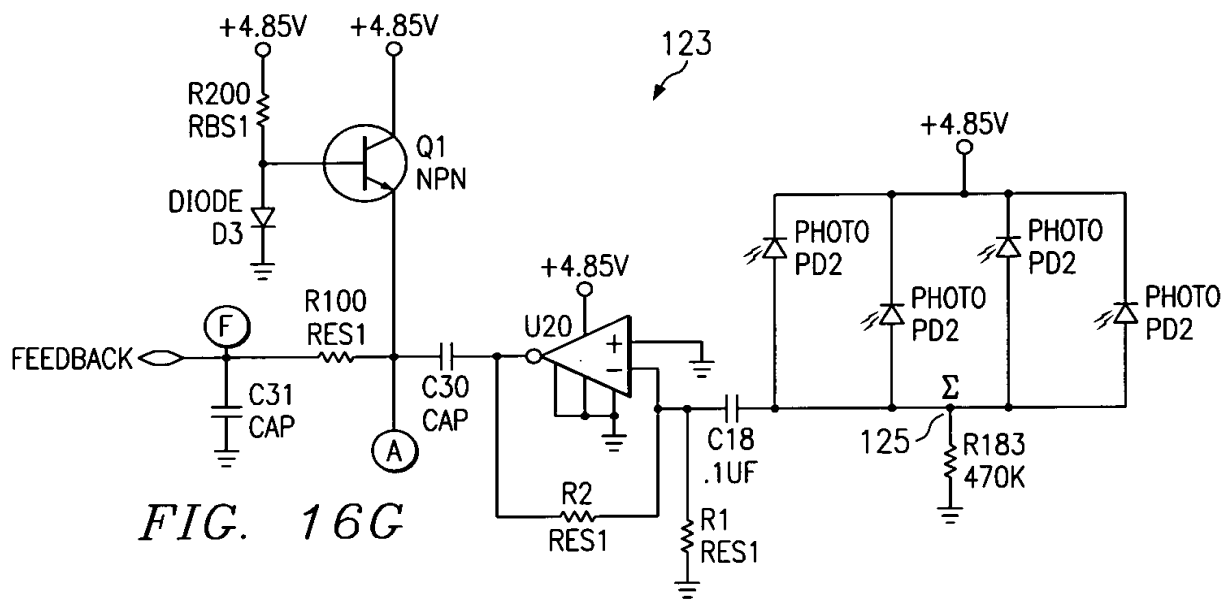 +4.85V
+4.85V
123
R200
RBS1
Q1
NPN
+4.85V
DIODE
D3
PHOTO
PD2
PHOTO
PD2
PHOTO
PD2
PHOTO
PD2
+4.85V
R100
RES1
U20
+
−
F
FEEDBACK
C31
CAP
C30
CAP
A
Σ
C18
.1UF
125
R183
470K
R2
RES1
R1
RES1
FIG. 16G